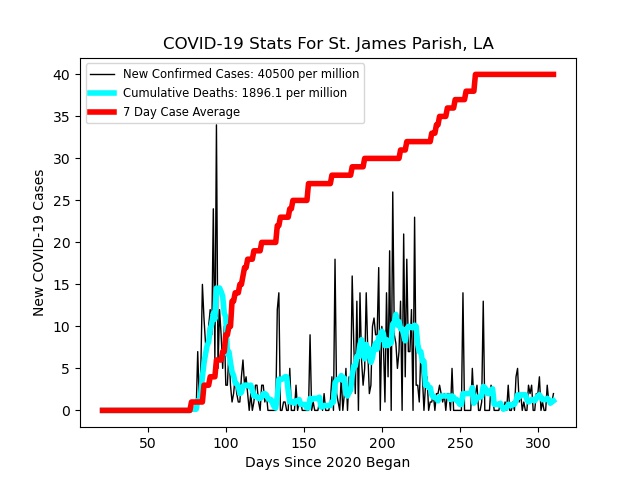 COVID-19 Stats For St. James Parish, LA
New Confirmed Cases: 40500 per million
Cumulative Deaths: 1896.1 per million
7 Day Case Average
40
35
30
25
20
15
10
5
0
New COVID-19 Cases
50 100 150 200 250 300
Days Since 2020 Began